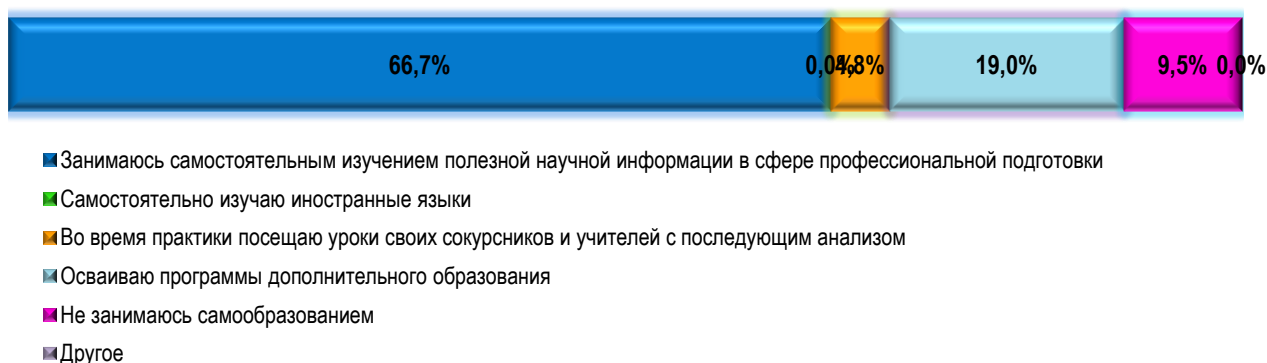 66,7% 0,0% 4,8% 19,0% 9,5% 0,0%
Занимаюсь самостоятельным изучением полезной научной информации в сфере профессиональной подготовки
Самостоятельно изучаю иностранные языки
Во время практики посещаю уроки своих сокурсников и учителей с последующим анализом
Осваиваю программы дополнительного образования
Не занимаюсь самообразованием
Другое